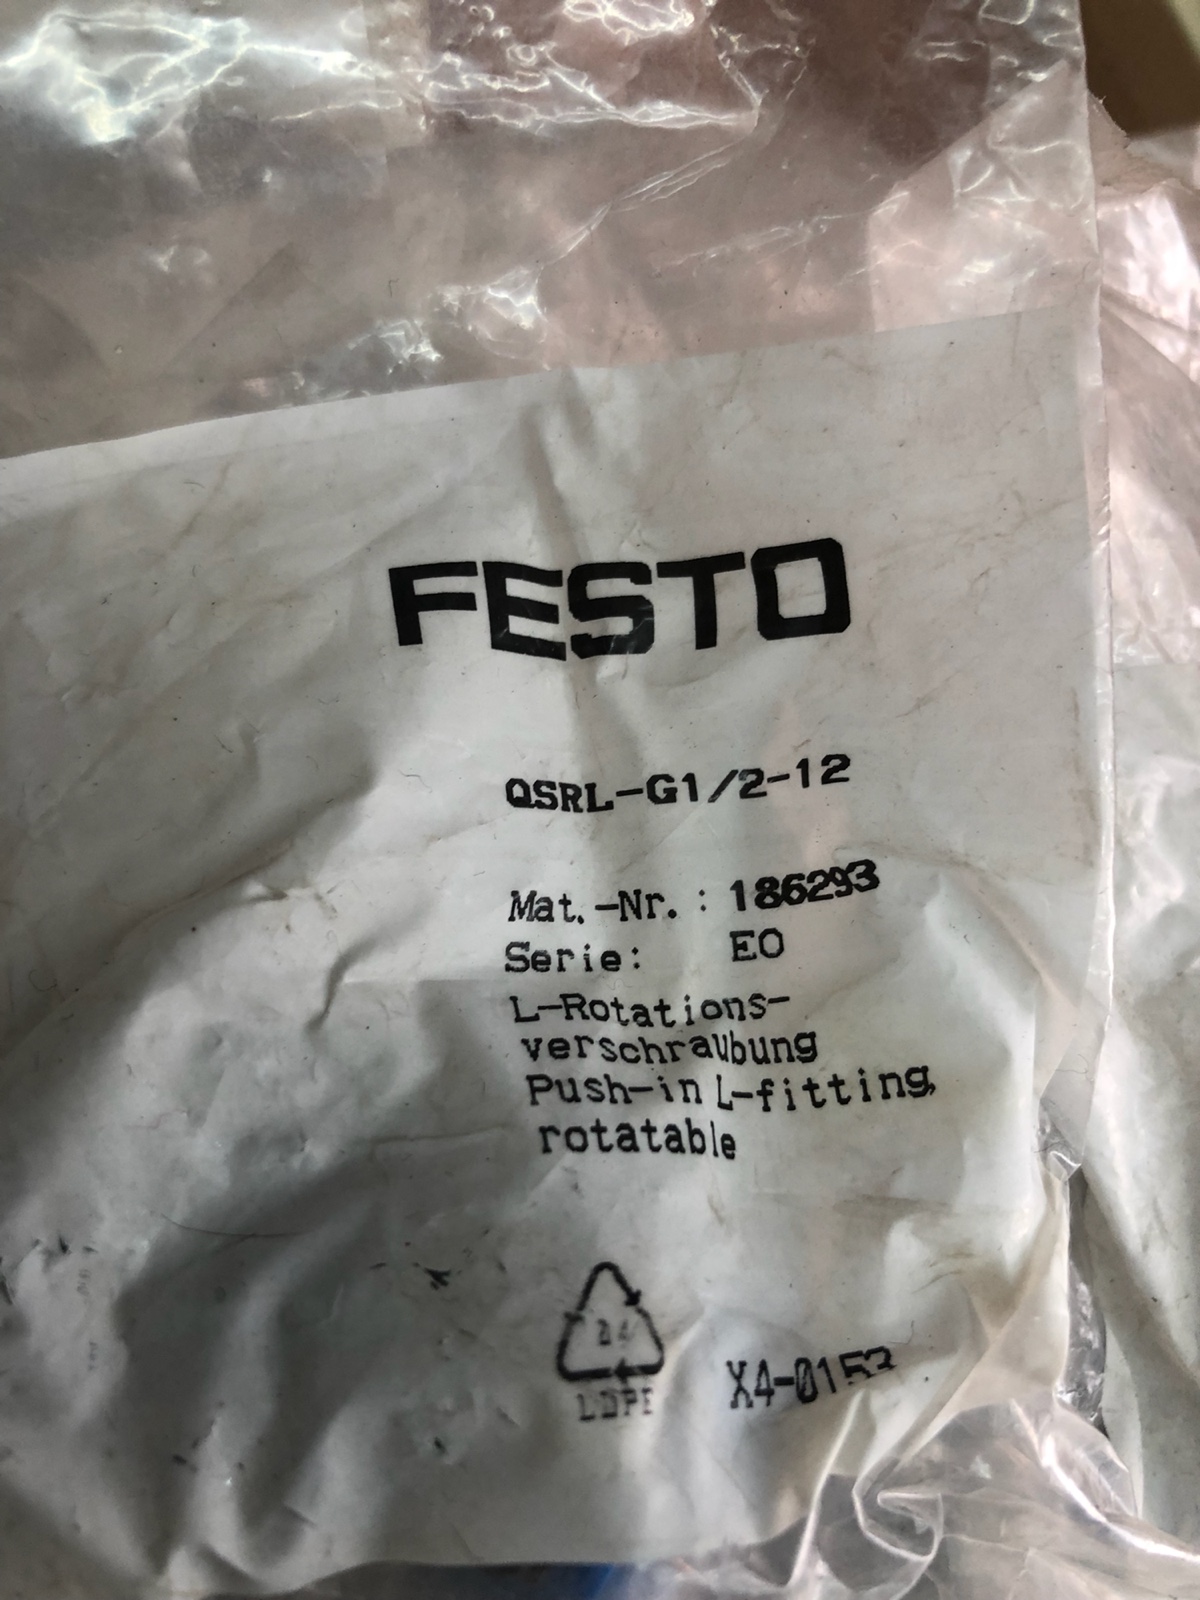 FESTO
QSRL-G1/2-12
Mat.-Nr.: 186293
Serie: EO
L-Rotations-
verschraubung
Push-in L-fitting,
rotatable
LDPE
X4-0153